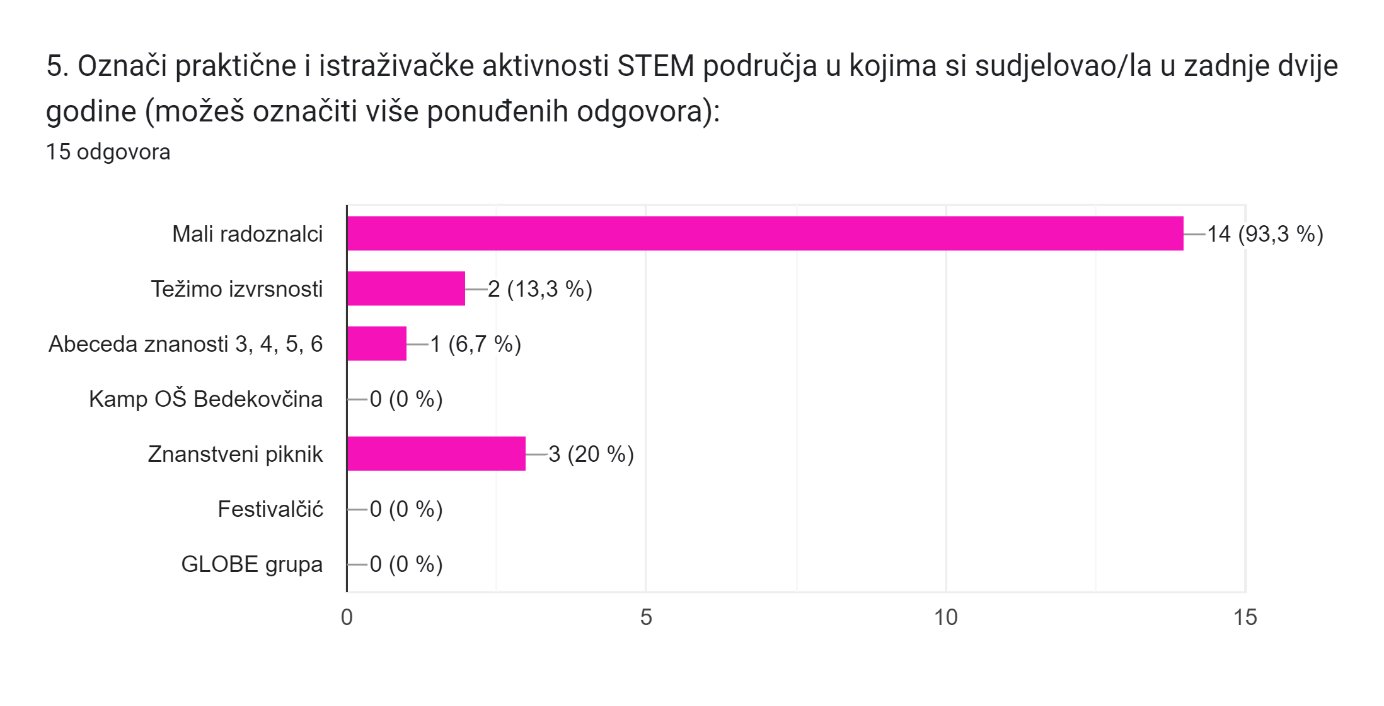 5. Označi praktične i istraživačke aktivnosti STEM područja u kojima si sudjelovao/la u zadnje dvije
godine (možeš označiti više ponuđenih odgovora):
15 odgovora
Mali radoznalci 14 (93,3 %)
Težimo izvrsnosti 2 (13,3 %)
Abeceda znanosti 3, 4, 5, 6 1 (6,7 %)
Kamp OŠ Bedekovčina 0 (0 %)
Znanstveni piknik 3 (20 %)
Festivalčić 0 (0 %)
GLOBE grupa 0 (0 %)
0 5 10 15